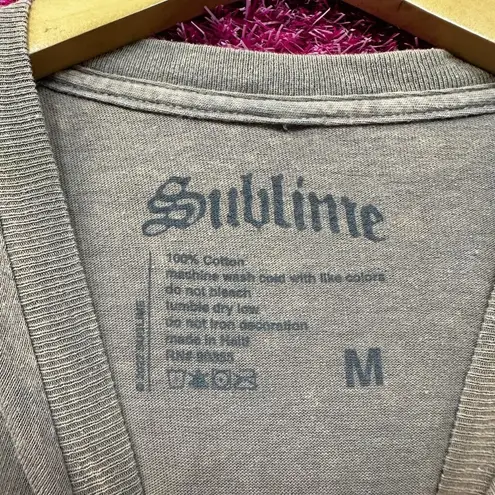 Sublime
100% Cotton
machine wash cold with like colors
do not bleach
tumble dry low
do not iron decoration
made in Haiti
M